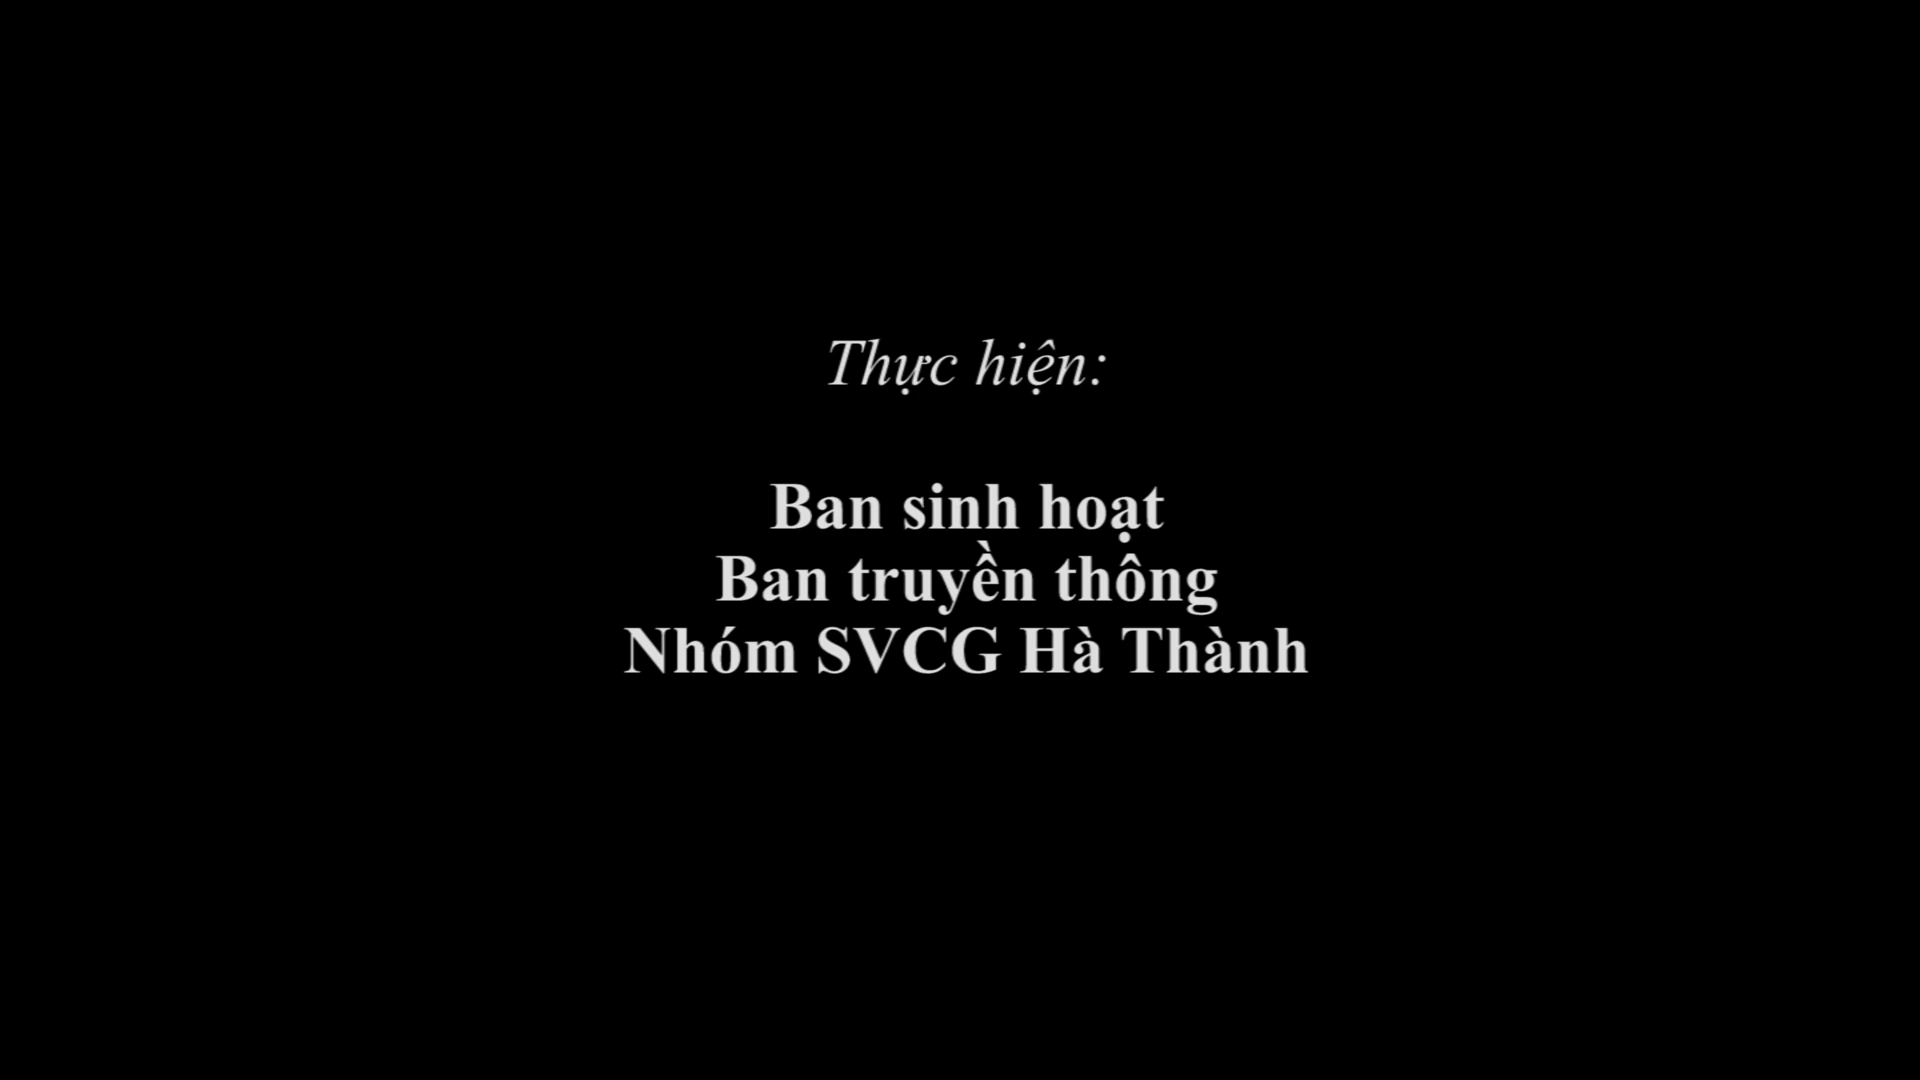 Thực hiện:
Ban sinh hoạt
Ban truyền thông
Nhóm SVCG Hà Thành